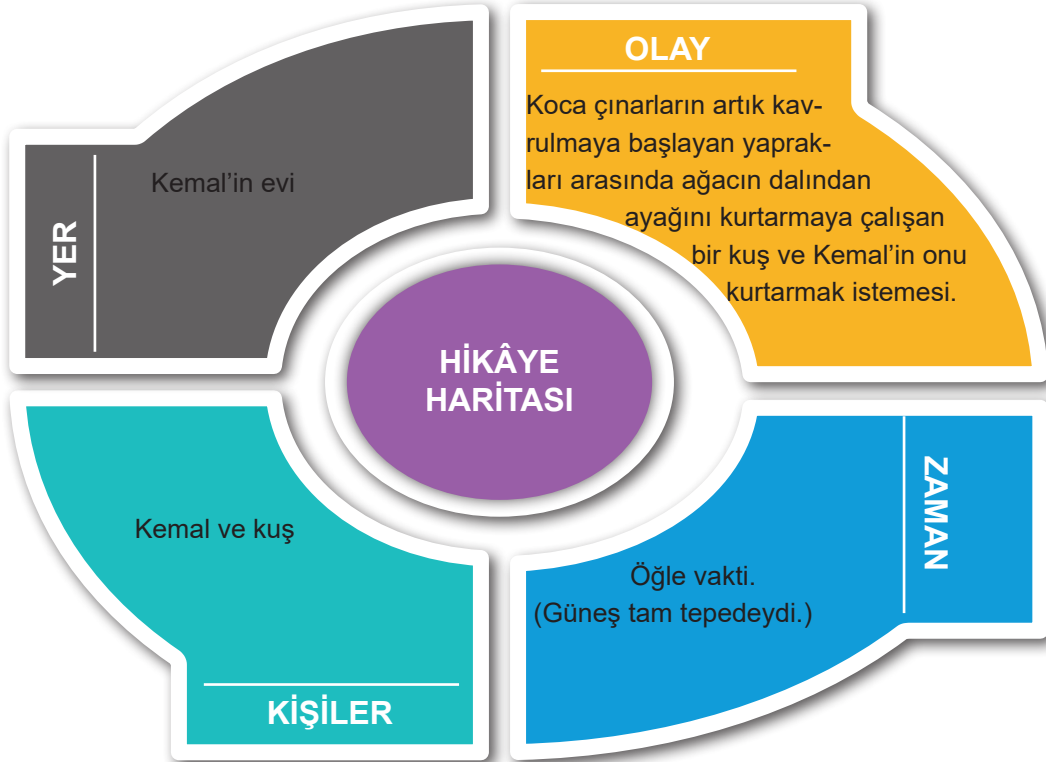 YER
Kemal’in evi
OLAY
Koca çınarların artık kav-
rulmaya başlayan yaprak-
ları arasında ağacın dalından
ayağını kurtarmaya çalışan
bir kuş ve Kemal’in onu
kurtarmak istemesi.
HİKÂYE
HARİTASI
Kemal ve kuş
KİŞİLER
ZAMAN
Öğle vakti.
(Güneş tam tepedeydi.)